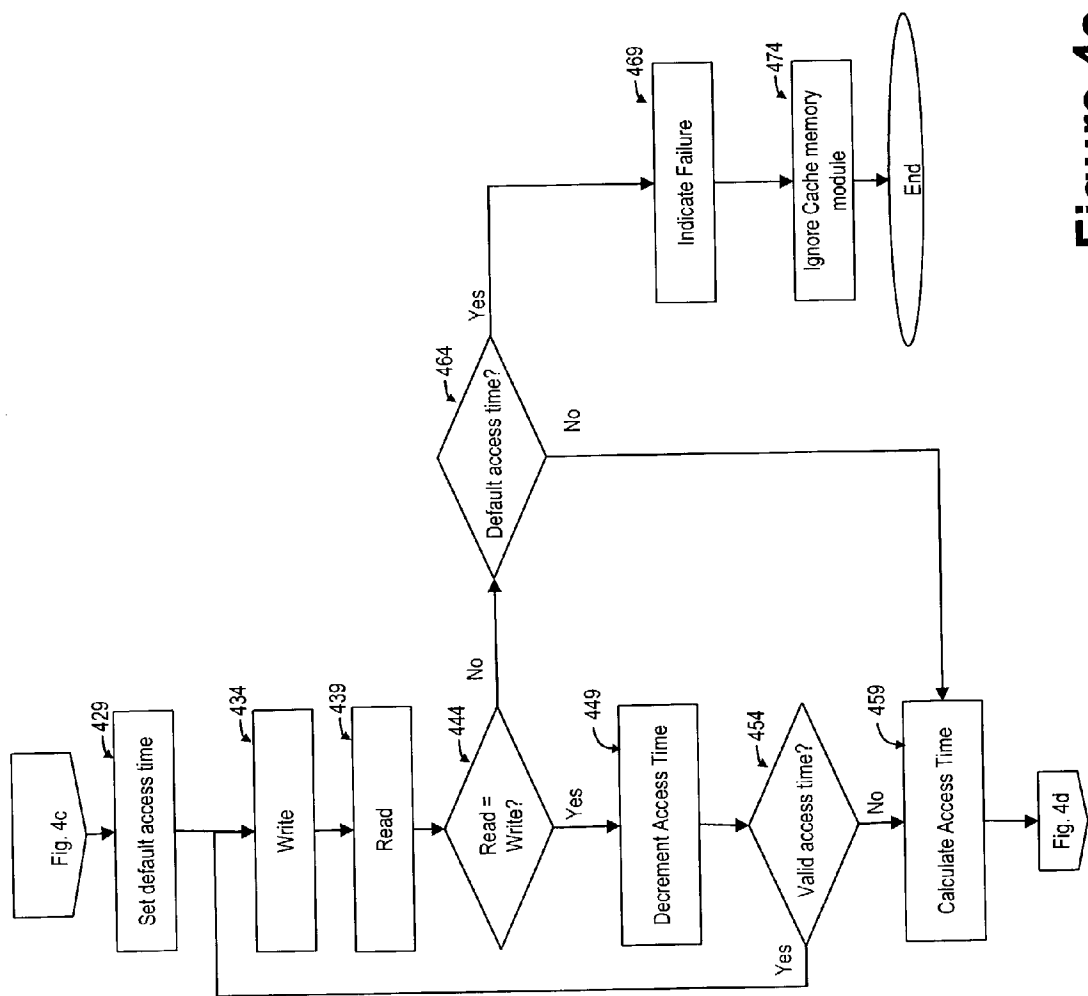 Fig. 4c
429
Set default access time
434
Write
439
Read
444
Read =
Write?
No
Yes
449
Decrement Access Time
454
Valid access time?
Yes
No
459
Calculate Access Time
Fig. 4d
464
Default access time?
Yes
No
469
Indicate Failure
474
Ignore Cache memory
module
End
Figure